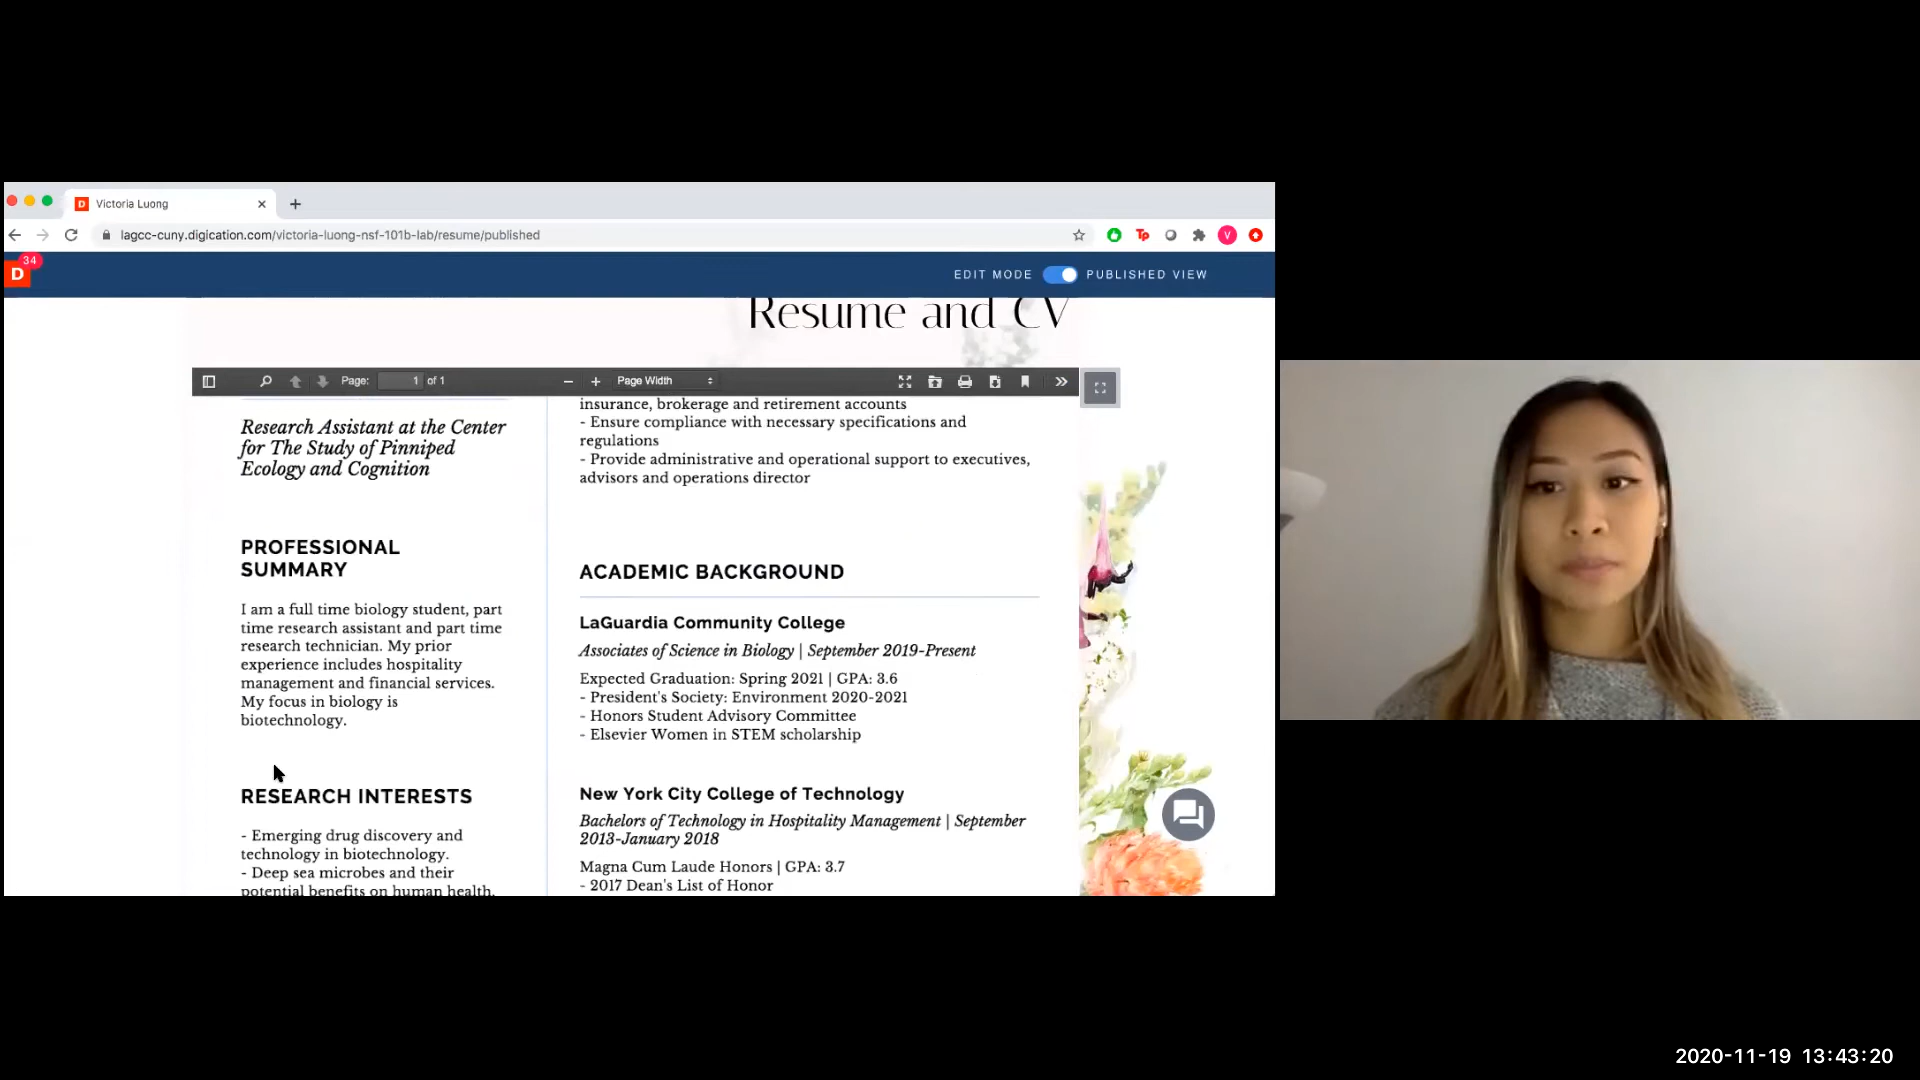 Victoria Luong
lagcc-cuny.digication.com/victoria-luong-nsf-101b-lab/resume/published
Tp
V
D
34
EDIT MODE
PUBLISHED VIEW
Resume and CV
Page:
1
of 1
Page Width
Research Assistant at the Center
for The Study of Pinniped
Ecology and Cognition
PROFESSIONAL
SUMMARY
I am a full time biology student, part
time research assistant and part time
research technician. My prior
experience includes hospitality
management and financial services.
My focus in biology is
biotechnology.
RESEARCH INTERESTS
- Emerging drug discovery and
technology in biotechnology.
- Deep sea microbes and their
potential benefits on human health.
insurance, brokerage and retirement accounts
- Ensure compliance with necessary specifications and
regulations
- Provide administrative and operational support to executives,
advisors and operations director
ACADEMIC BACKGROUND
LaGuardia Community College
Associates of Science in Biology | September 2019-Present
Expected Graduation: Spring 2021 | GPA: 3.6
- President's Society: Environment 2020-2021
- Honors Student Advisory Committee
- Elsevier Women in STEM scholarship
New York City College of Technology
Bachelors of Technology in Hospitality Management | September
2013-January 2018
Magna Cum Laude Honors | GPA: 3.7
- 2017 Dean's List of Honor
2020-11-19 13:43:20